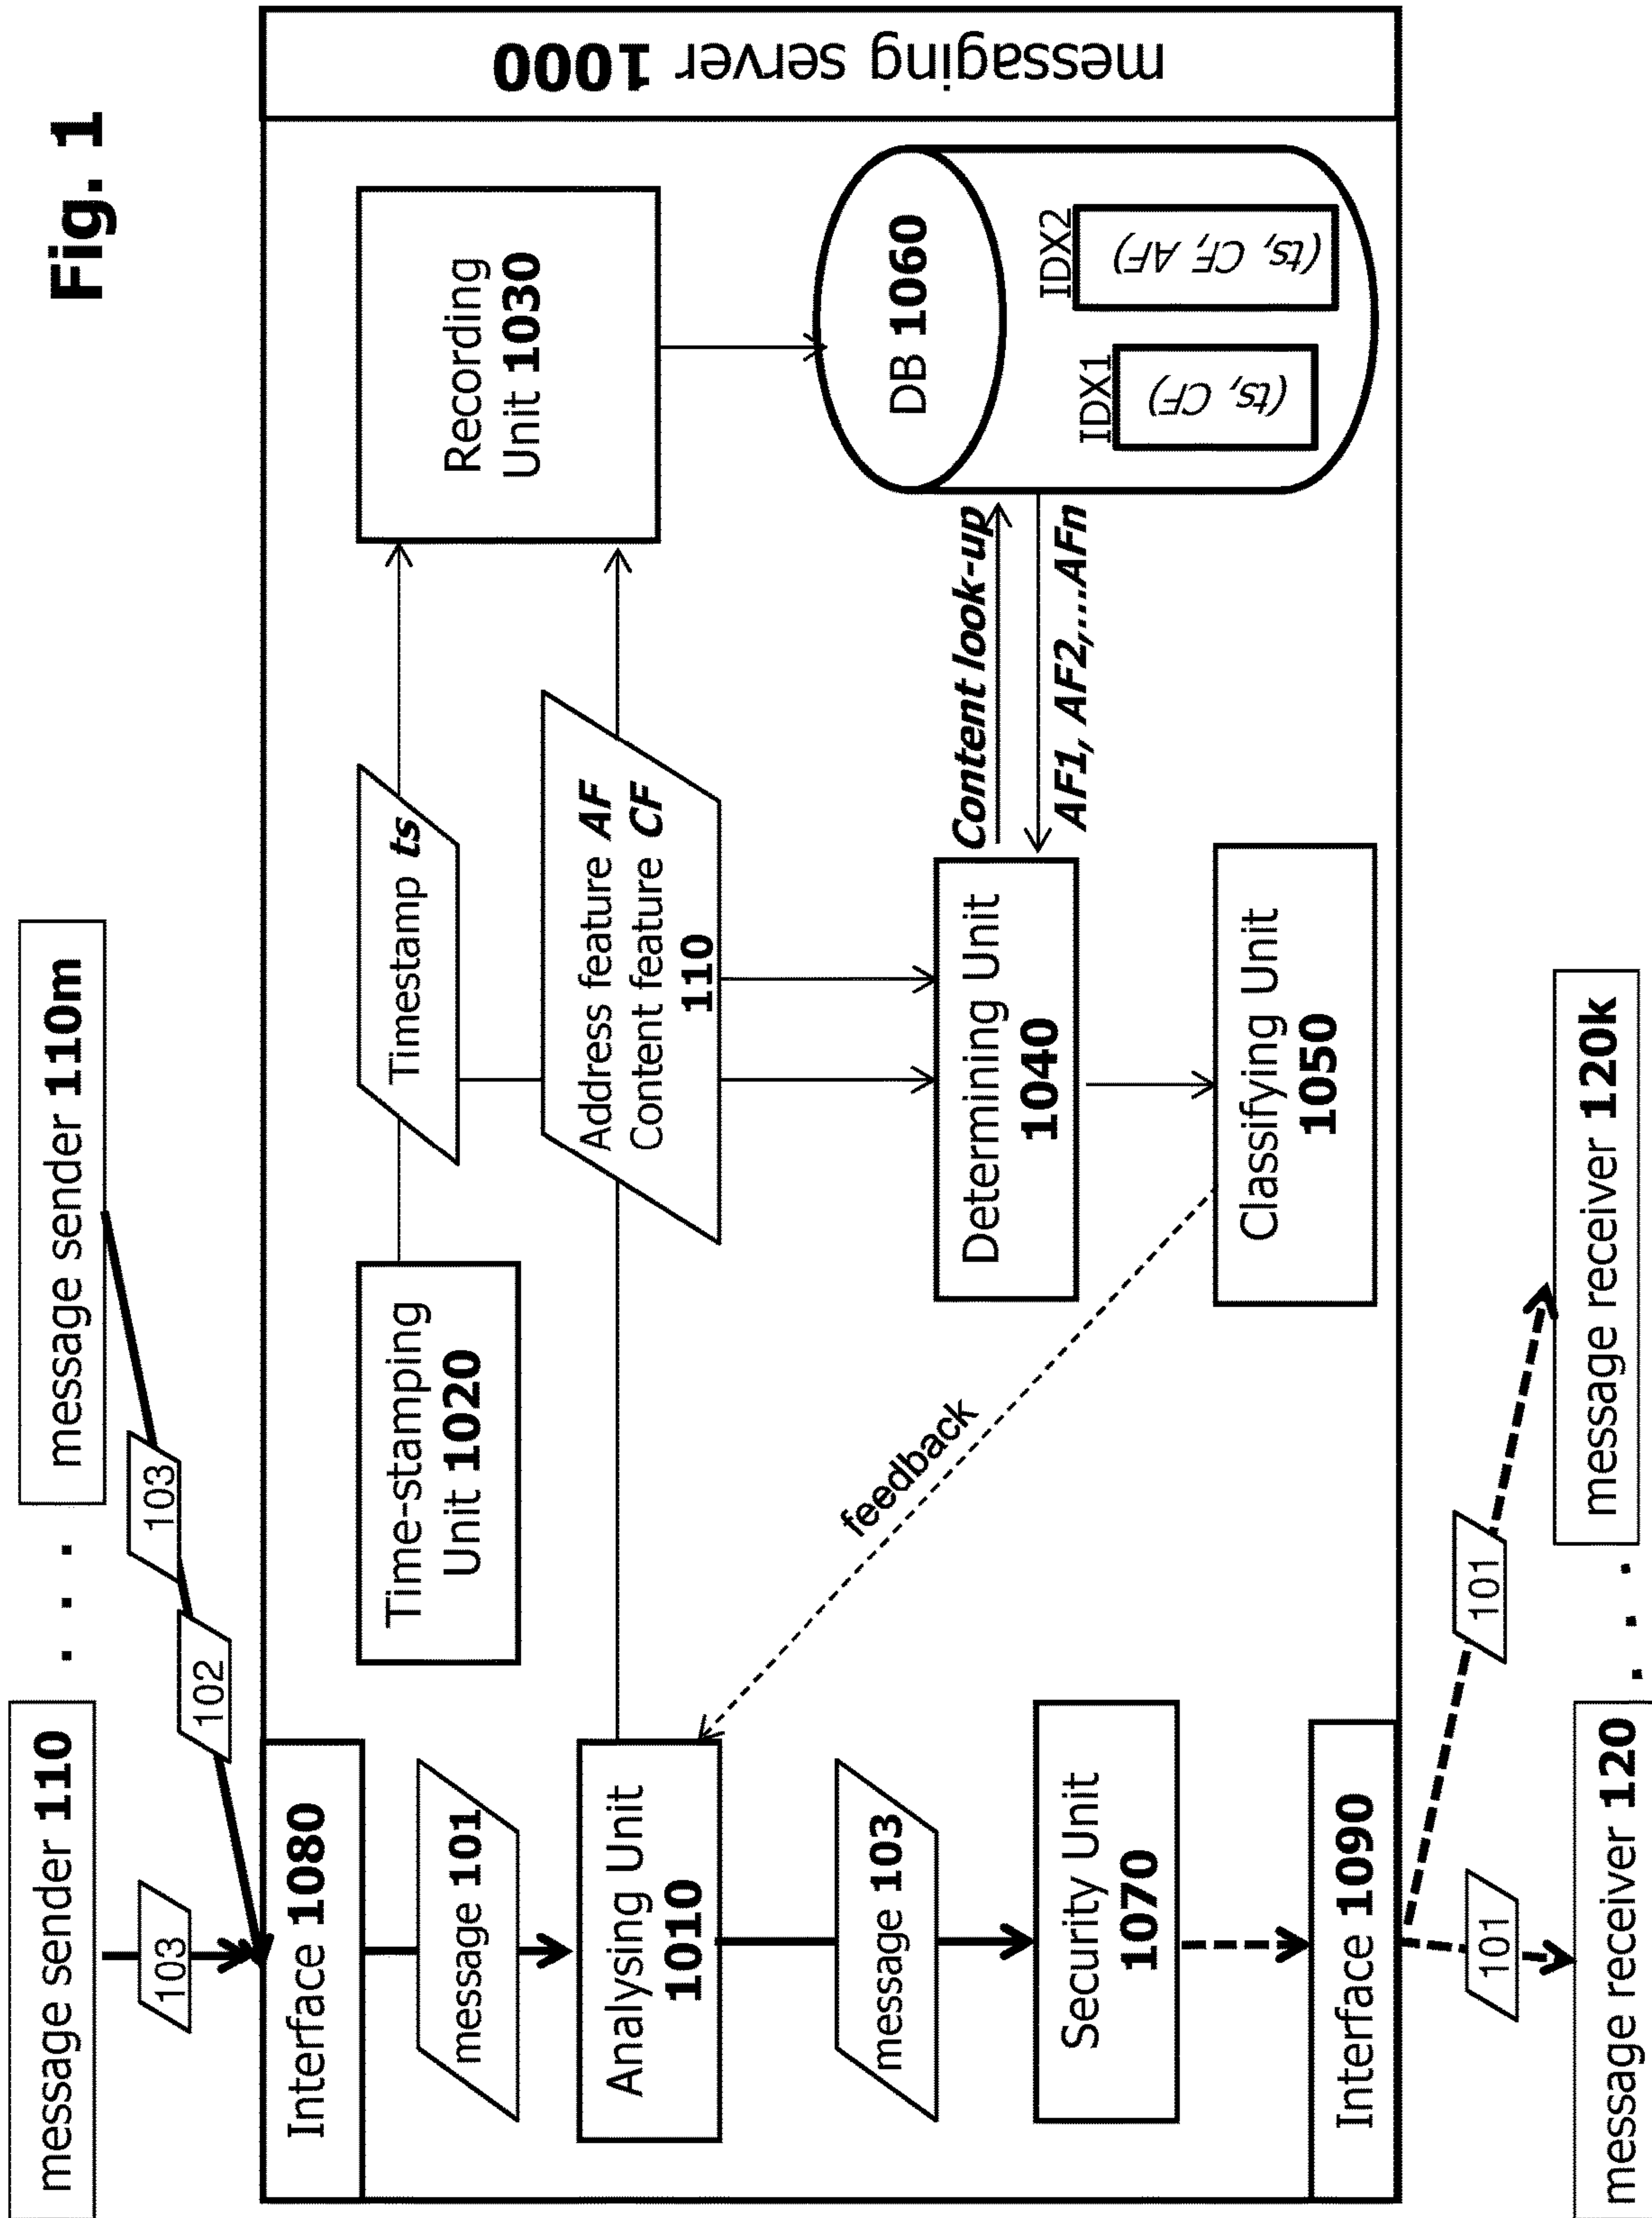 Fig. 1
message sender 110
. . .
message sender 110m
103
103
102
messaging server 1000
Interface 1080
message 101
Analysing Unit
1010
message 103
Security Unit
1070
Interface 1090
Time-stamping
Unit 1020
Timestamp ts
Address feature AF
Content feature CF
110
Recording
Unit 1030
Determining Unit
1040
Content look-up
AF1, AF2,....AFn
DB 1060
IDX1
(ts, CF)
IDX2
(ts, CF, AF)
Classifying Unit
1050
feedback
101
101
message receiver 120
. . .
message receiver 120k